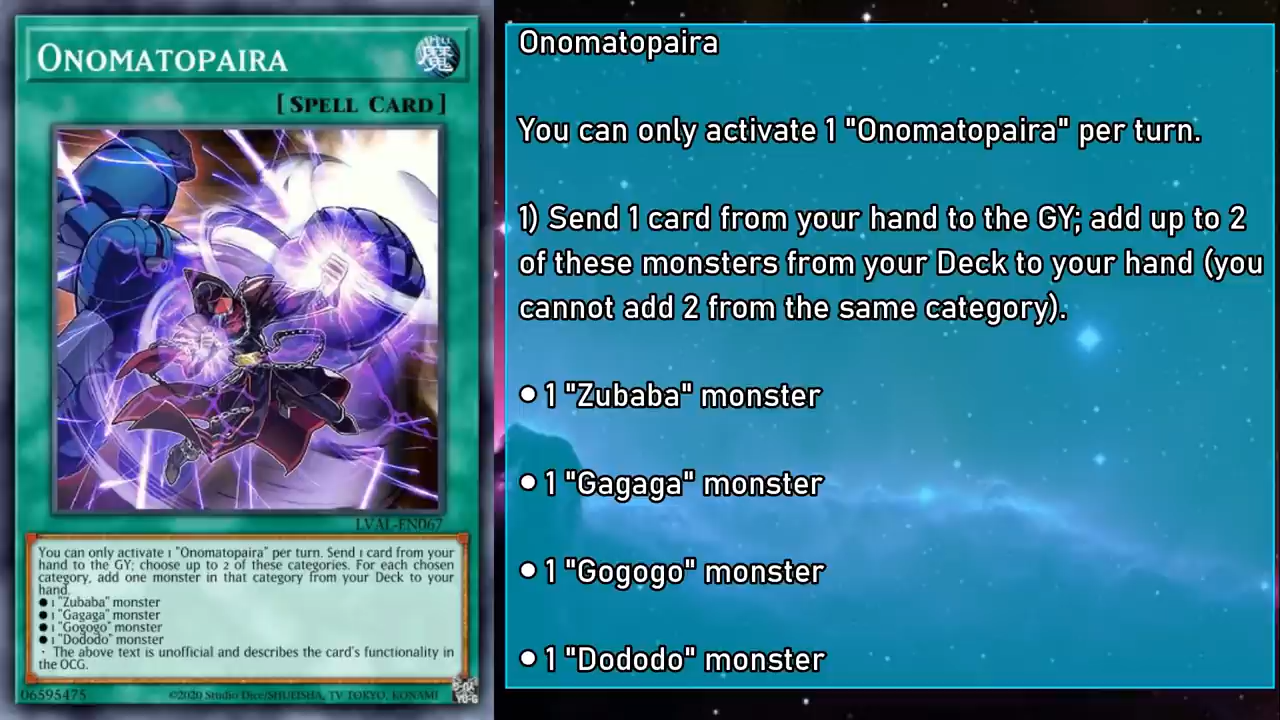 ONOMATOPAIRA
魔
[SPELL CARD]
LVAL-EN067
You can only activate 1 "Onomatopaira" per turn. Send 1 card from your
hand to the GY; choose up to 2 of these categories. For each chosen
category, add one monster in that category from your Deck to your
hand.
● 1 "Zubaba" monster
● 1 "Gagaga" monster
● 1 "Gogogo" monster
● 1 "Dododo" monster
・ The above text is unofficial and describes the card's functionality in
the OCG.
06595475
©2020 Studio Dice/SHUEISHA, TV TOKYO, KONAMI
Onomatopaira
You can only activate 1 "Onomatopaira" per turn.
1) Send 1 card from your hand to the GY; add up to 2
of these monsters from your Deck to your hand (you
cannot add 2 from the same category).
● 1 "Zubaba" monster
● 1 "Gagaga" monster
● 1 "Gogogo" monster
● 1 "Dododo" monster